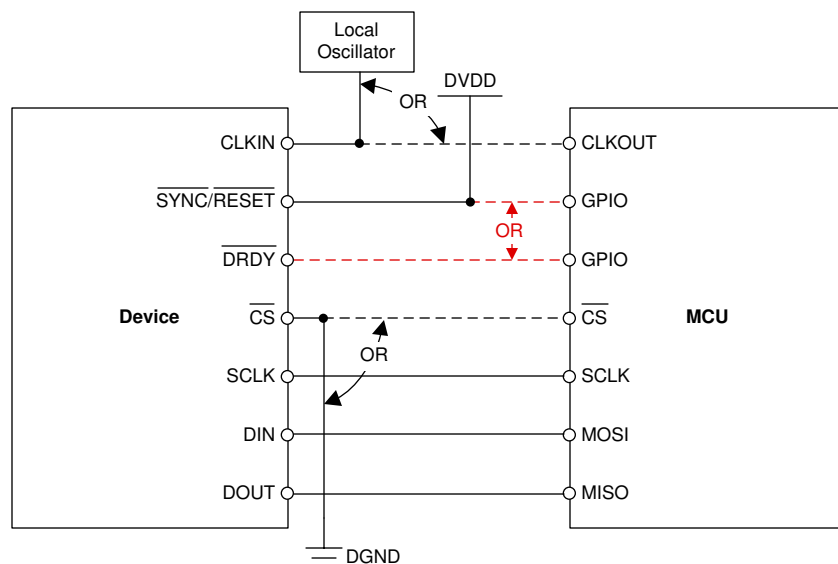 Local
Oscillator
DVDD
OR
CLKIN
CLKOUT
SYNC/RESET
GPIO
OR
DRDY
GPIO
Device
CS
CS
MCU
OR
SCLK
SCLK
DIN
MOSI
DOUT
MISO
DGND